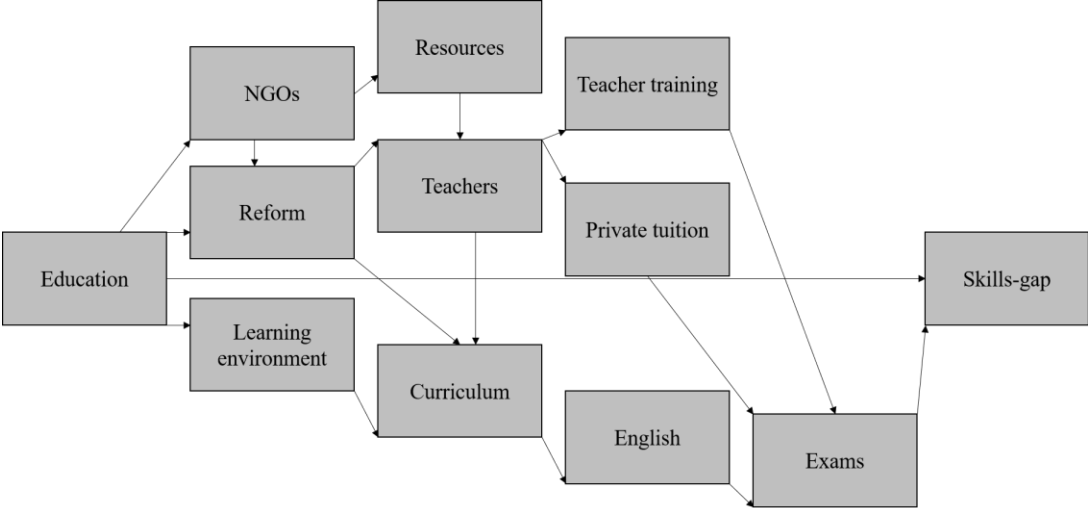 Resources
Teacher training
NGOs
Teachers
Reform
Private tuition
Education
Skills-gap
Learning
environment
Curriculum
English
Exams